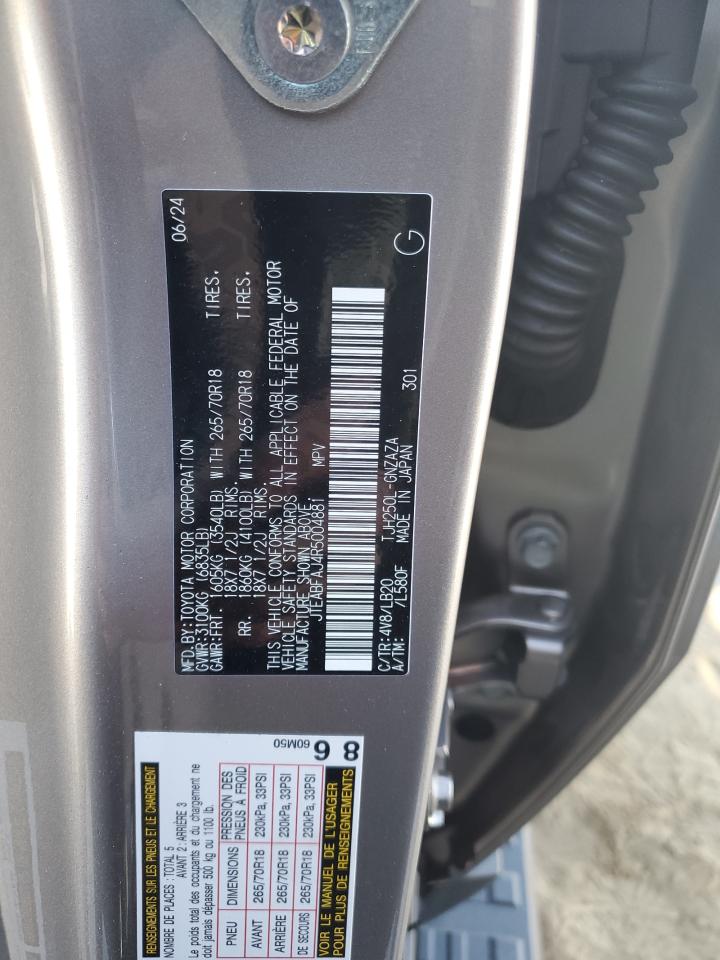 06/24
MFD.BY:TOYOTA MOTOR CORPORATION
GVWR:3100KG (6835LB)
GAWR:FRT. 1605KG (3540LB) WITH 265/70R18 TIRES.
18X7 1/2J RIMS.
RR. 1860KG (4100LB) WITH 265/70R18 TIRES.
18X7 1/2J RIMS.
THIS VEHICLE CONFORMS TO ALL APPLICABLE FEDERAL MOTOR
VEHICLE SAFETY STANDARDS IN EFFECT ON THE DATE OF
MANUFACTURE SHOWN ABOVE.
JTEABFAJ4R5004881 MPV
C/TR:4V8/LB20 TJH250L-GNZAZA
A/TM: /L580F MADE IN JAPAN 301
G
RENSEIGNEMENTS SUR LES PNEUS ET LE CHARGEMENT
NOMBRE DE PLACES : TOTAL 5
AVANT 2 : ARRIÈRE 3
Le poids total des occupants et du chargement ne
doit jamais dépasser 500 kg ou 1100 lb.
PNEU DIMENSIONS PRESSION DES PNEUS À FROID
AVANT 265/70R18 230kPa, 33PSI
ARRIÈRE 265/70R18 230kPa, 33PSI
DE SECOURS 265/70R18 230kPa, 33PSI
VOIR LE MANUEL DE L'USAGER
POUR PLUS DE RENSEIGNEMENTS
60M50
9
8